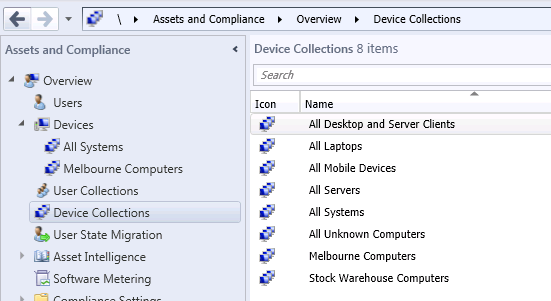 \ Assets and Compliance Overview Device Collections
Assets and Compliance
Overview
Users
Devices
All Systems
Melbourne Computers
User Collections
Device Collections
User State Migration
Asset Intelligence
Software Metering
Compliance Settings
Device Collections 8 items
Search
Icon Name
All Desktop and Server Clients
All Laptops
All Mobile Devices
All Servers
All Systems
All Unknown Computers
Melbourne Computers
Stock Warehouse Computers